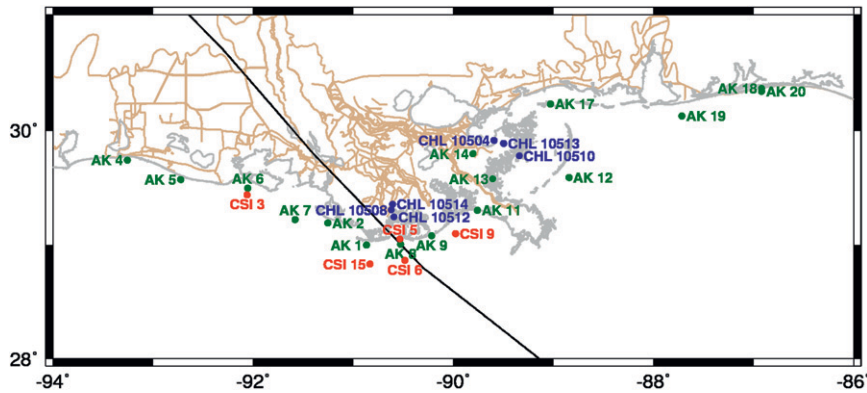 AK 18
AK 20
AK 17
AK 19
30°
CHL 10504
CHL 10513
AK 4
AK 14
CHL 10510
AK 5
AK 6
AK 13
AK 12
CSI 3
CHL 10514
AK 7
CHL 10508
AK 11
AK 2
CHL 10512
CSI 5
CSI 9
AK 1
AK 8
AK 9
CSI 15
CSI 6
28°
-94° -92° -90° -88° -86°